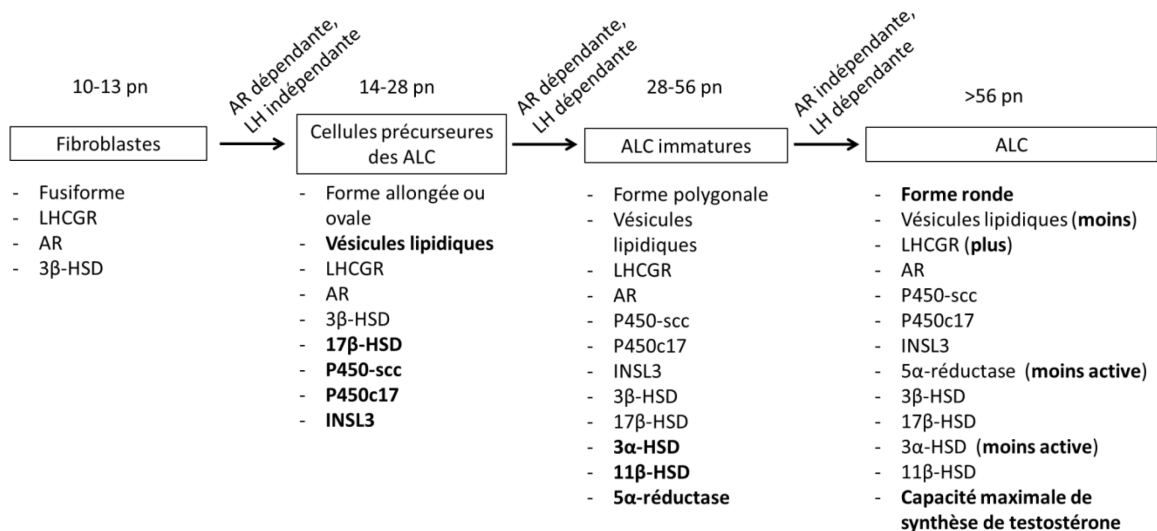 10-13 pn
Fibroblastes
- Fusiforme
- LHCGR
- AR
- 3β-HSD
AR dépendante,
LH indépendante
14-28 pn
Cellules précurseures
des ALC
- Forme allongée ou
ovale
- Vésicules lipidiques
- LHCGR
- AR
- 3β-HSD
- 17β-HSD
- P450-scc
- P450c17
- INSL3
AR dépendante,
LH dépendante
28-56 pn
ALC immatures
- Forme polygonale
- Vésicules
lipidiques
- LHCGR
- AR
- P450-scc
- P450c17
- INSL3
- 3β-HSD
- 17β-HSD
- 3α-HSD
- 11β-HSD
- 5α-réductase
AR indépendante,
LH dépendante
>56 pn
ALC
- Forme ronde
- Vésicules lipidiques (moins)
- LHCGR (plus)
- AR
- P450-scc
- P450c17
- INSL3
- 5α-réductase (moins active)
- 3β-HSD
- 17β-HSD
- 3α-HSD (moins active)
- 11β-HSD
- Capacité maximale de
synthèse de testostérone